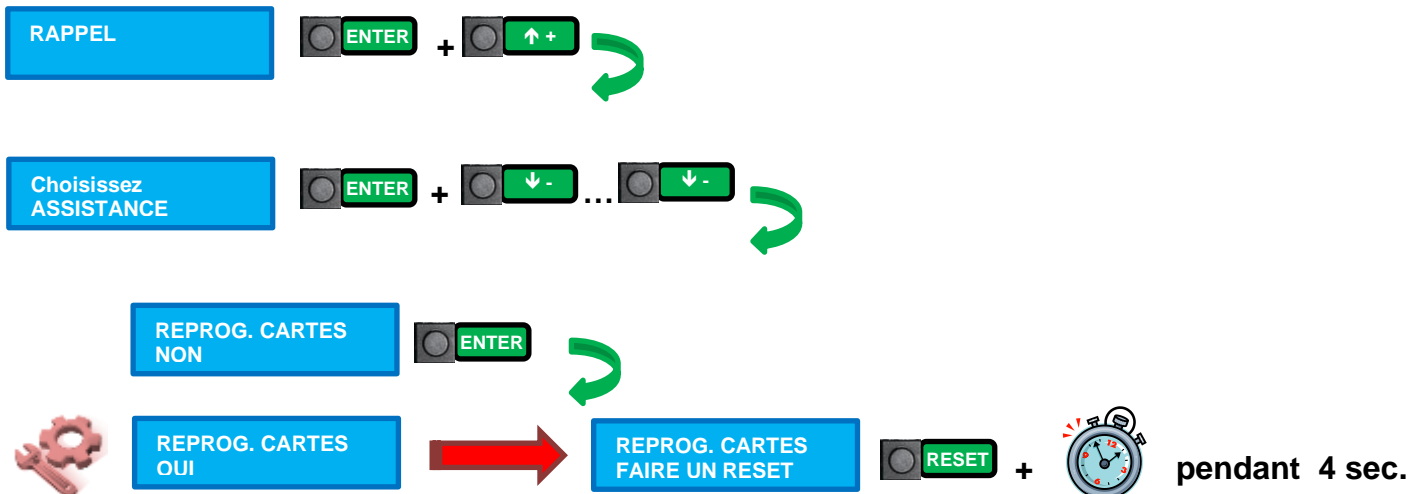 RAPPEL
ENTER + ↑ +
Choisissez
ASSISTANCE
ENTER + ↓ - ... ↓ -
REPROG. CARTES
NON
ENTER
REPROG. CARTES
OUI
REPROG. CARTES
FAIRE UN RESET
RESET + pendant 4 sec.